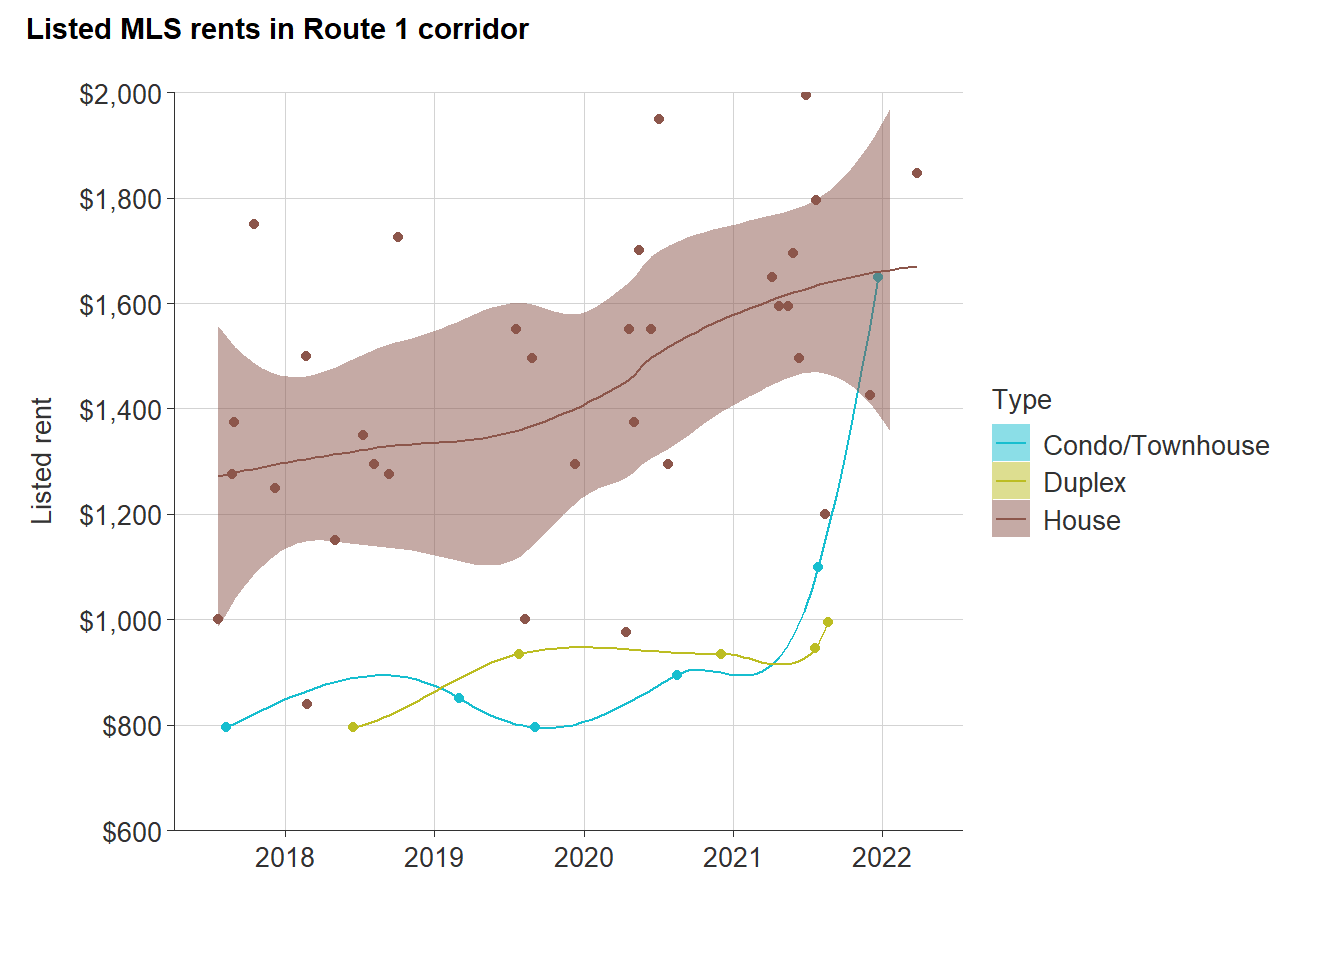 Listed MLS rents in Route 1 corridor
$2,000
$1,800
$1,600
$1,400
$1,200
$1,000
$800
$600
Listed rent
2018 2019 2020 2021 2022
Type
Condo/Townhouse
Duplex
House